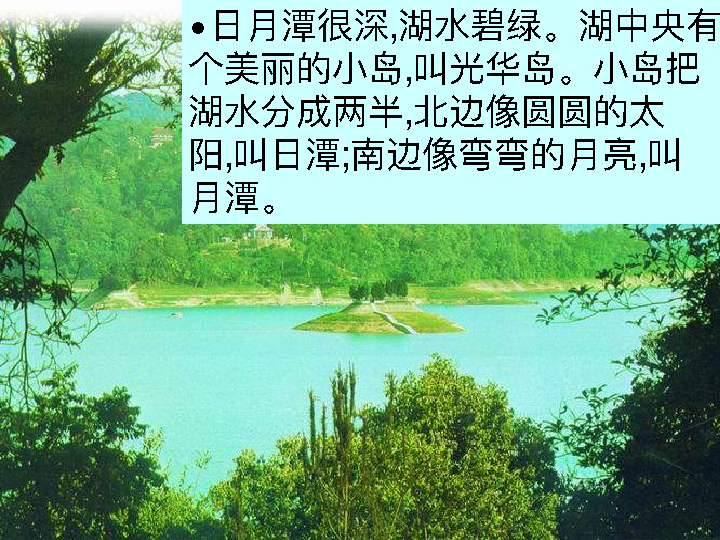 •日月潭很深,湖水碧绿。湖中央有
个美丽的小岛,叫光华岛。小岛把
湖水分成两半,北边像圆圆的太
阳,叫日潭;南边像弯弯的月亮,叫
月潭。